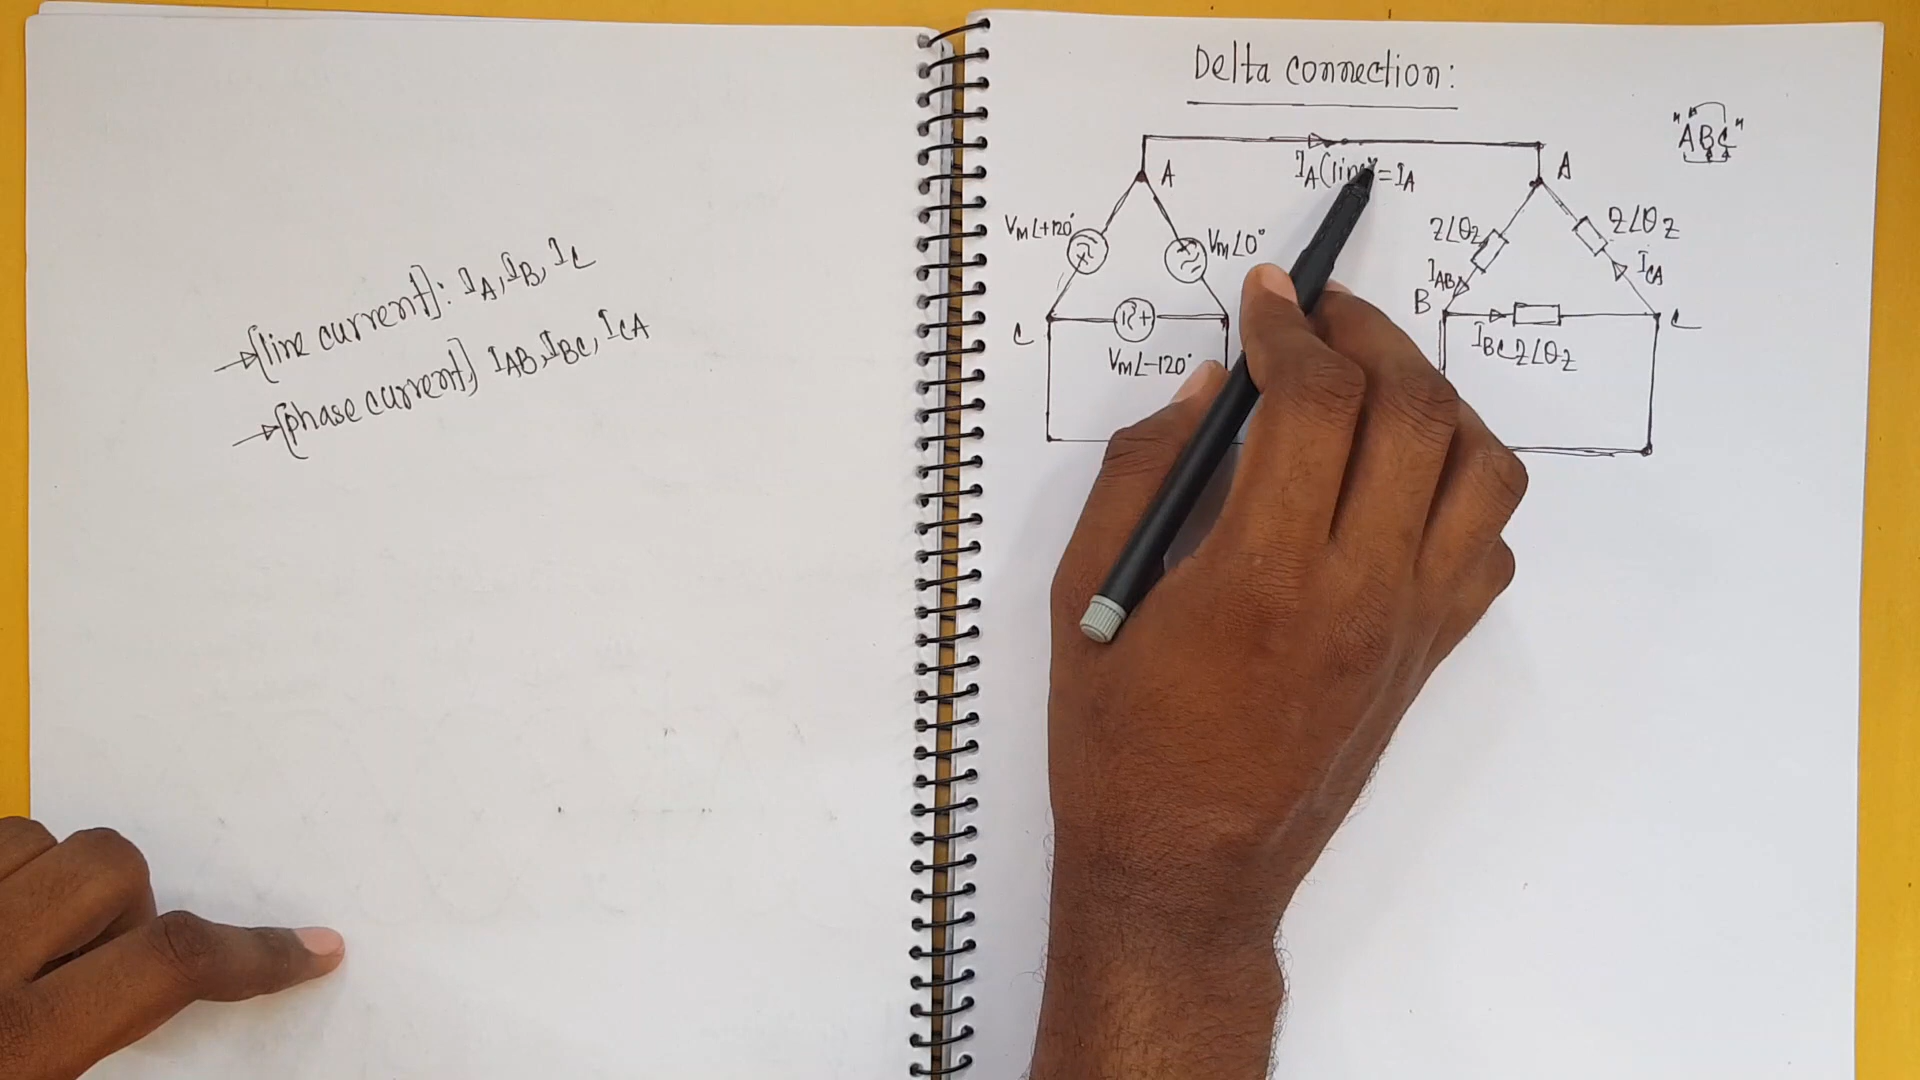 →[line current]: IA, IB, IC
→[phase current] IAB, IBC, ICA
Delta connection:
"ABC"
A
IA(line)=IA
A
VM∠+120°
VM∠0°
Z∠θZ
Z∠θZ
IAB
ICA
C
B
C
VM∠-120°
IBC Z∠θZ